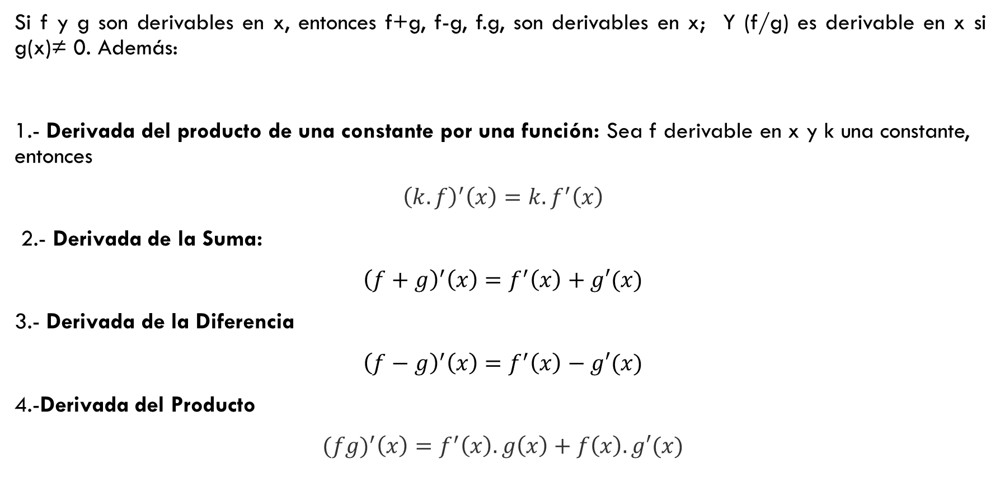 Si f y g son derivables en x, entonces f+g, f-g, f.g, son derivables en x; Y (f/g) es derivable en x si
g(x)≠ 0. Además:
1.- Derivada del producto de una constante por una función: Sea f derivable en x y k una constante,
entonces
(k.f)′(x) = k.f′(x)
2.- Derivada de la Suma:
(f + g)′(x) = f′(x) + g′(x)
3.- Derivada de la Diferencia
(f − g)′(x) = f′(x) − g′(x)
4.-Derivada del Producto
(fg)′(x) = f′(x).g(x) + f(x).g′(x)